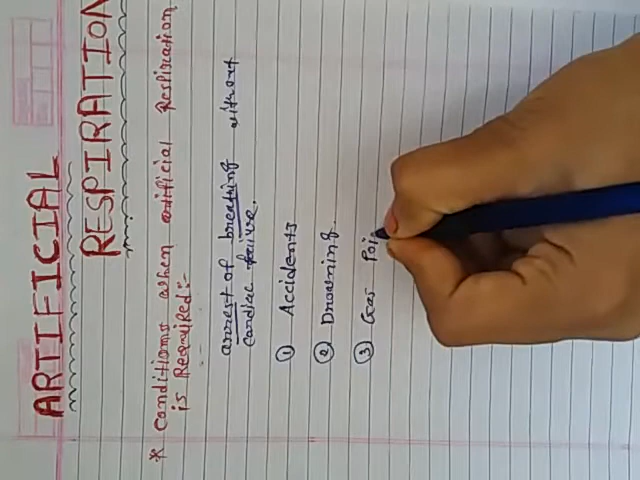 ARTIFICIAL
RESPIRATION
* Conditions when artificial Respiration
is Required:-
arrest of breathing without
Cardiac failure.
① Accidents
② Drowning.
③ Gas Poi